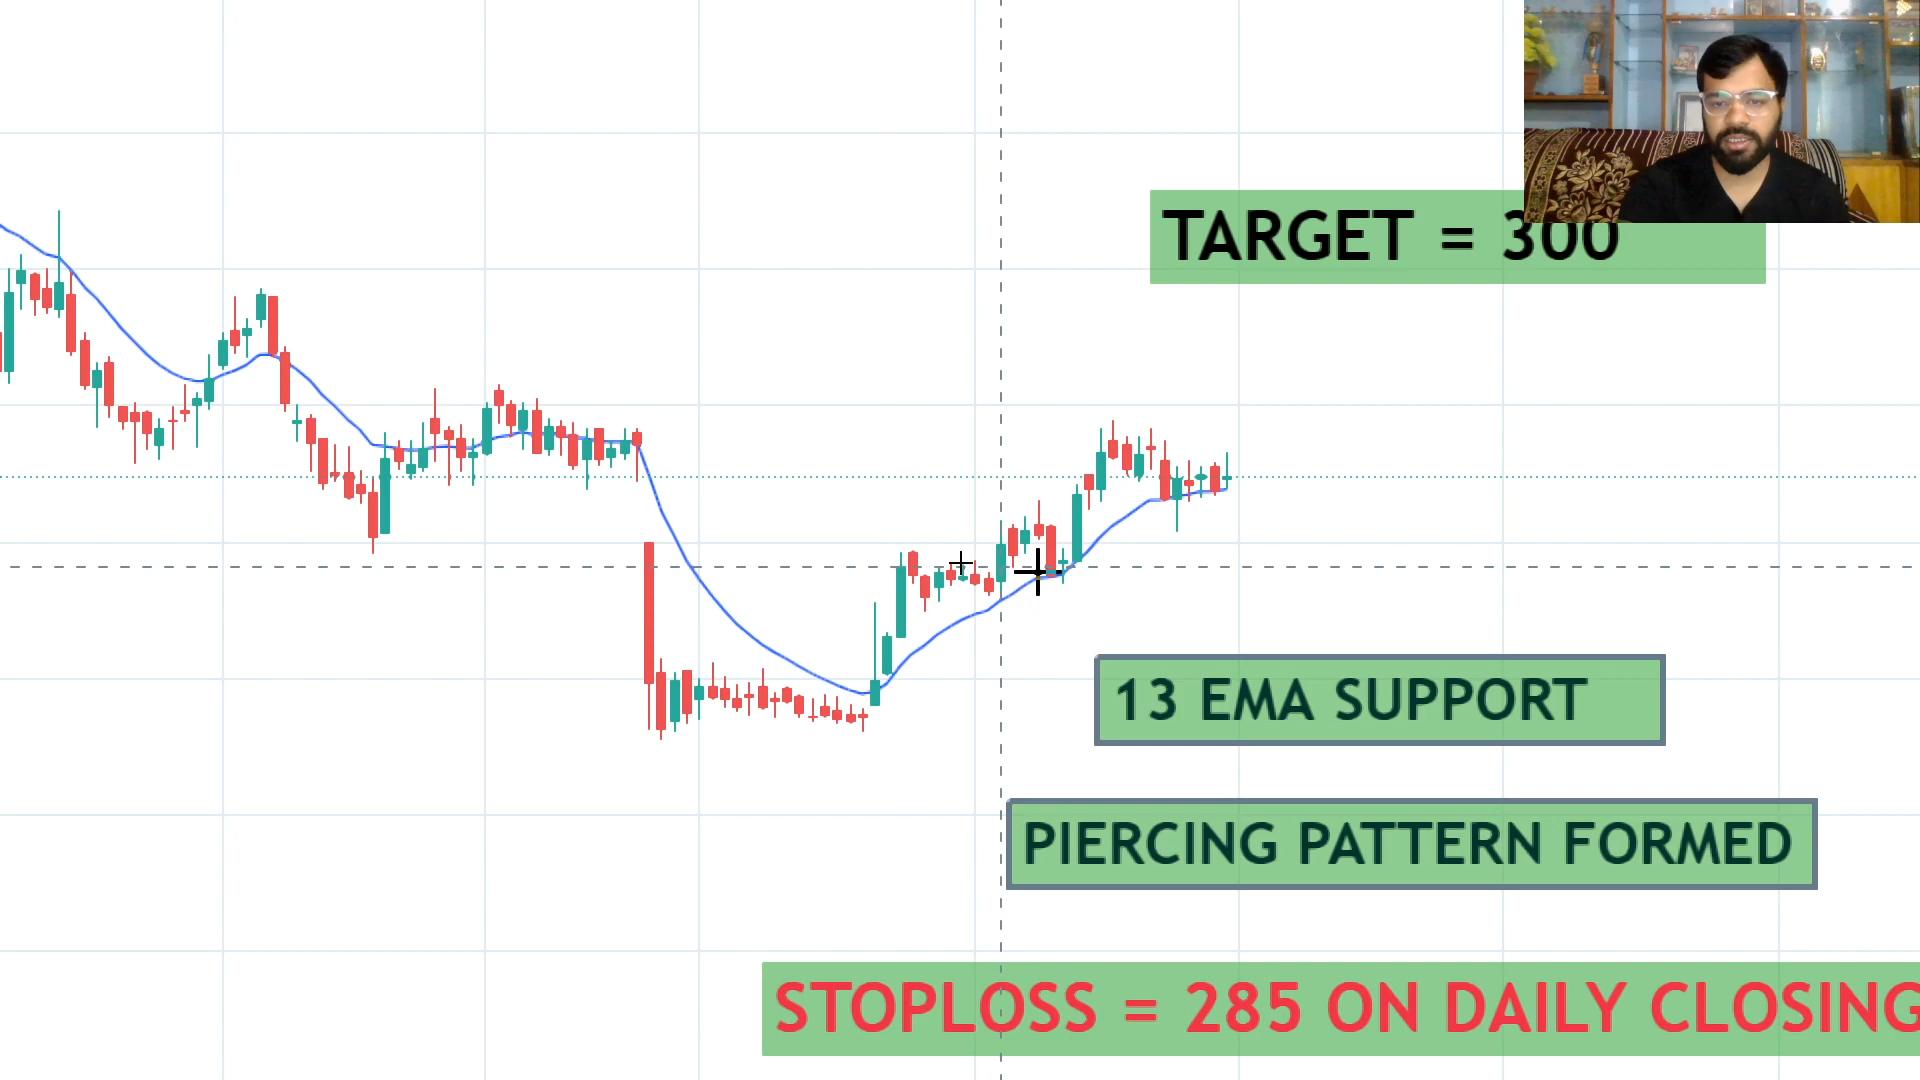 TARGET = 300
13 EMA SUPPORT
PIERCING PATTERN FORMED
STOPLOSS = 285 ON DAILY CLOSING